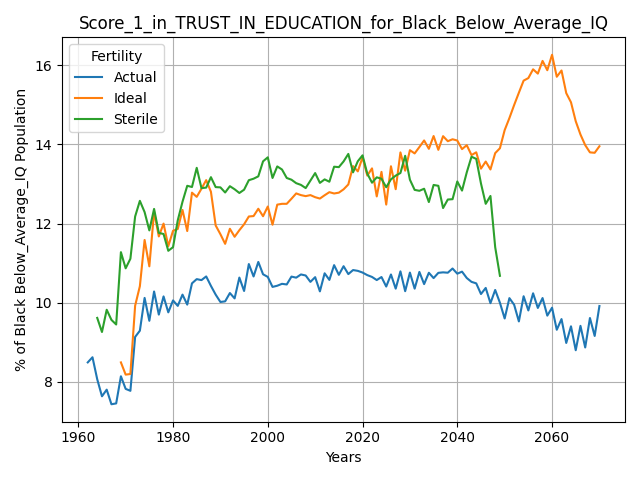 Score_1_in_TRUST_IN_EDUCATION_for_Black_Below_Average_IQ
Fertility
Actual
Ideal
Sterile
% of Black Below_Average_IQ Population
16
14
12
10
8
1960
1980
2000
2020
2040
2060
Years